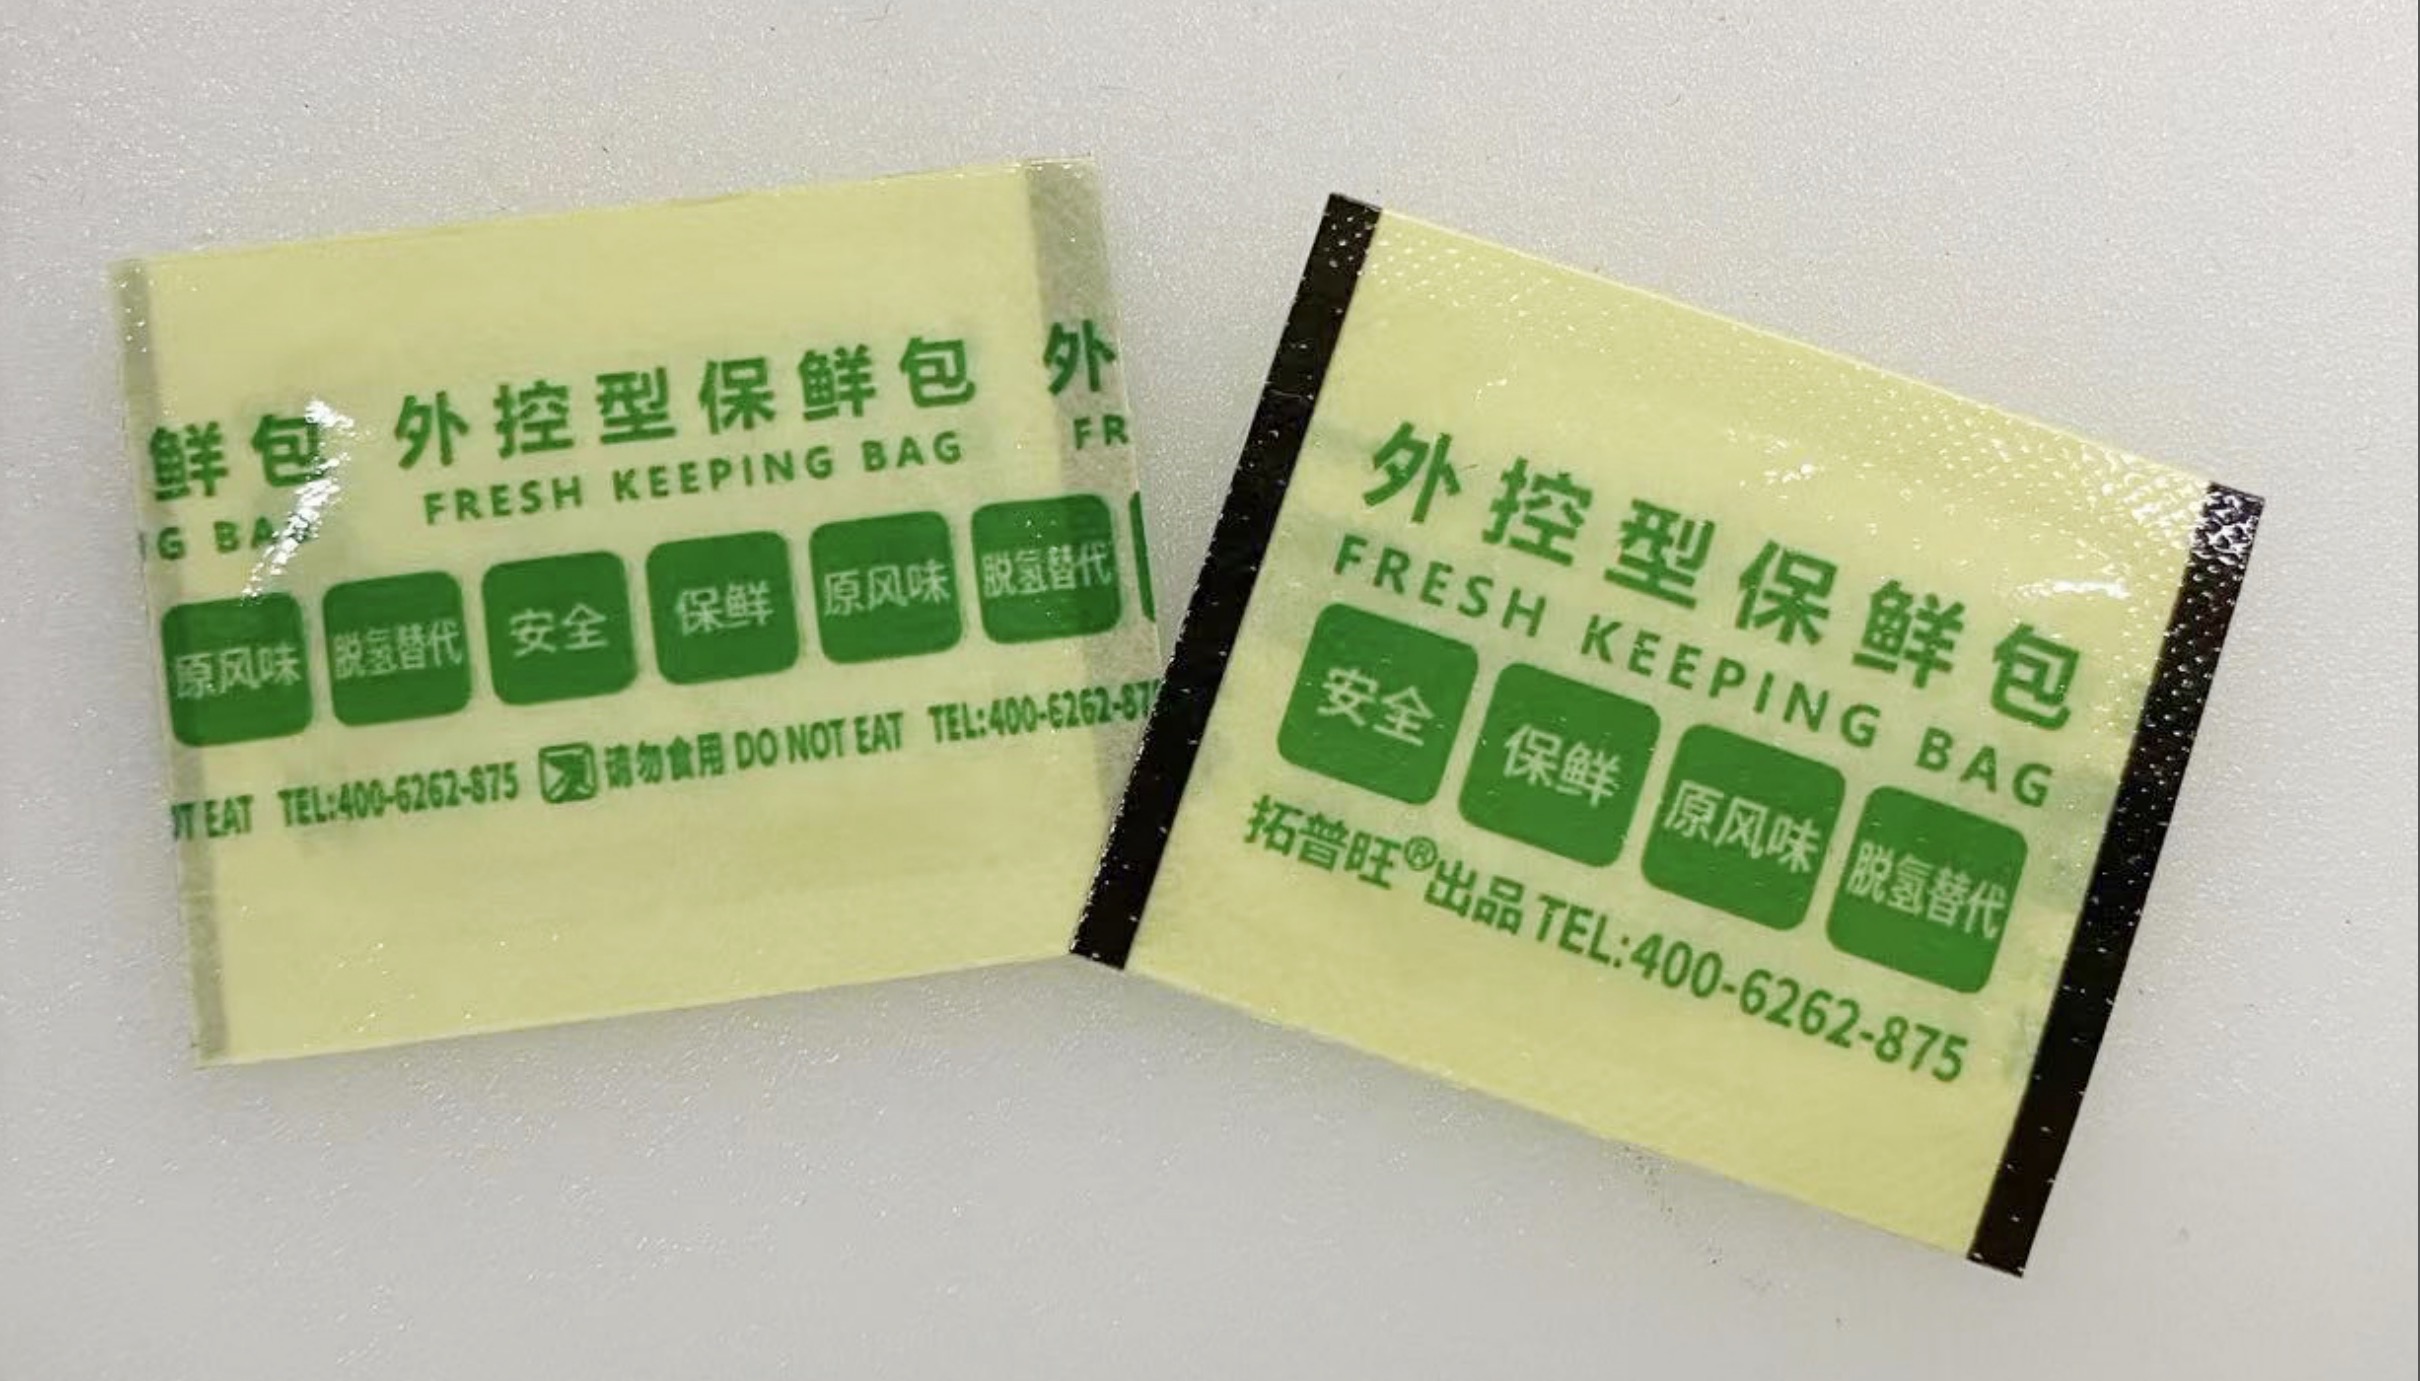 鲜包 外控型保鲜包 外
G BAG FRESH KEEPING BAG FR
原风味 脱氢替代 安全 保鲜 原风味 脱氢替代
OT EAT TEL:400-6262-875 请勿食用 DO NOT EAT TEL:400-6262-875
外控型保鲜包
FRESH KEEPING BAG
安全 保鲜 原风味 脱氢替代
拓普旺®出品 TEL:400-6262-875